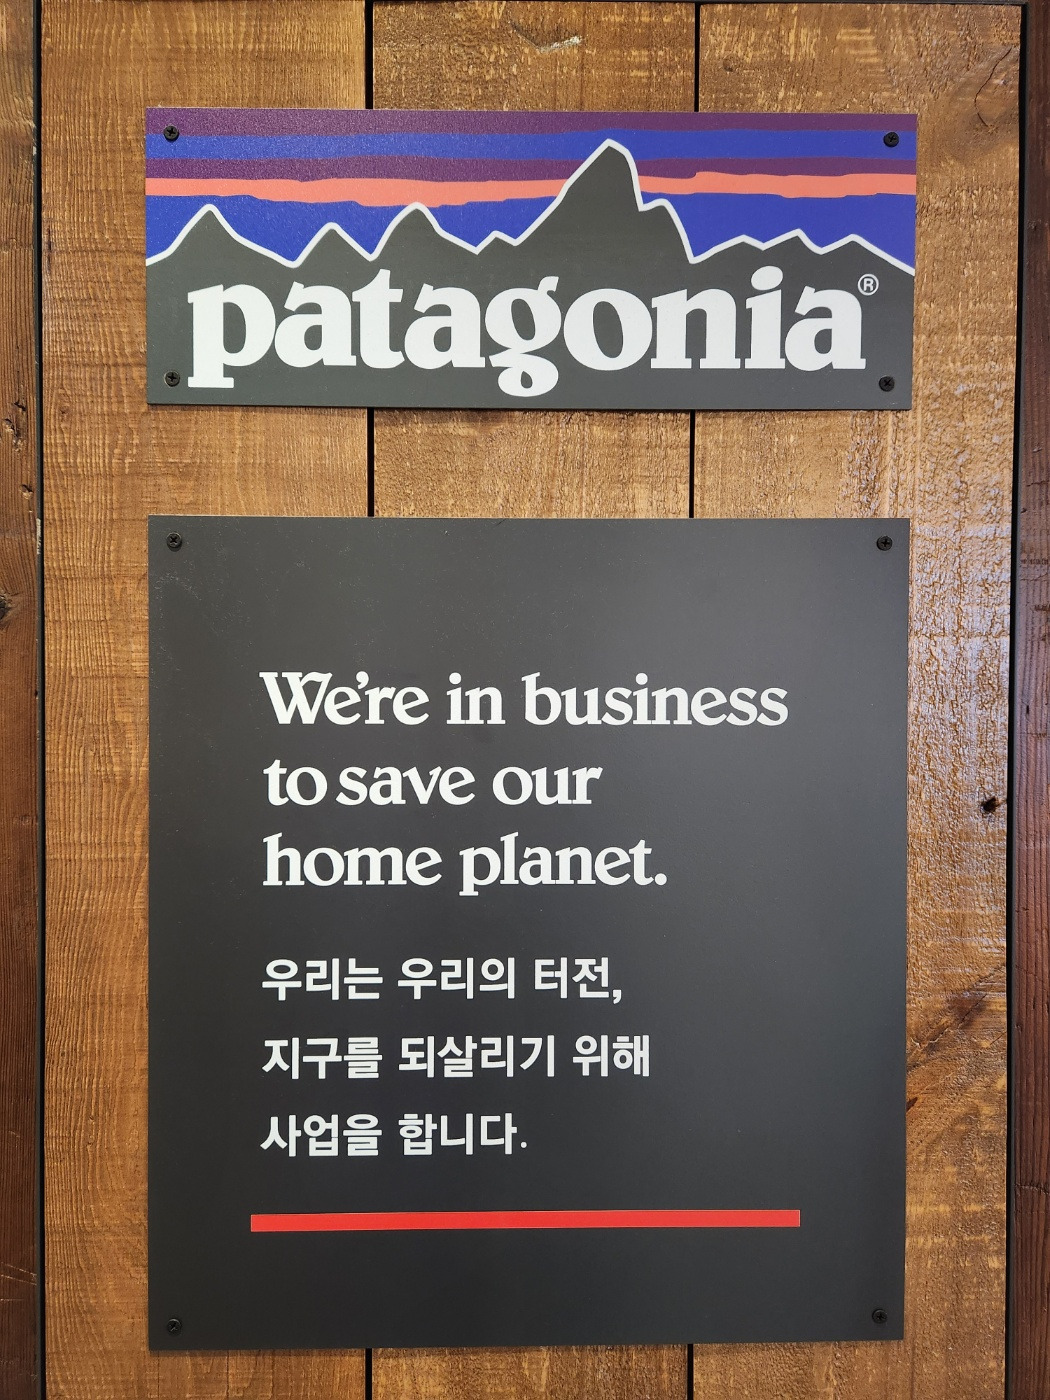 patagonia®
We're in business
to save our
home planet.
우리는 우리의 터전,
지구를 되살리기 위해
사업을 합니다.